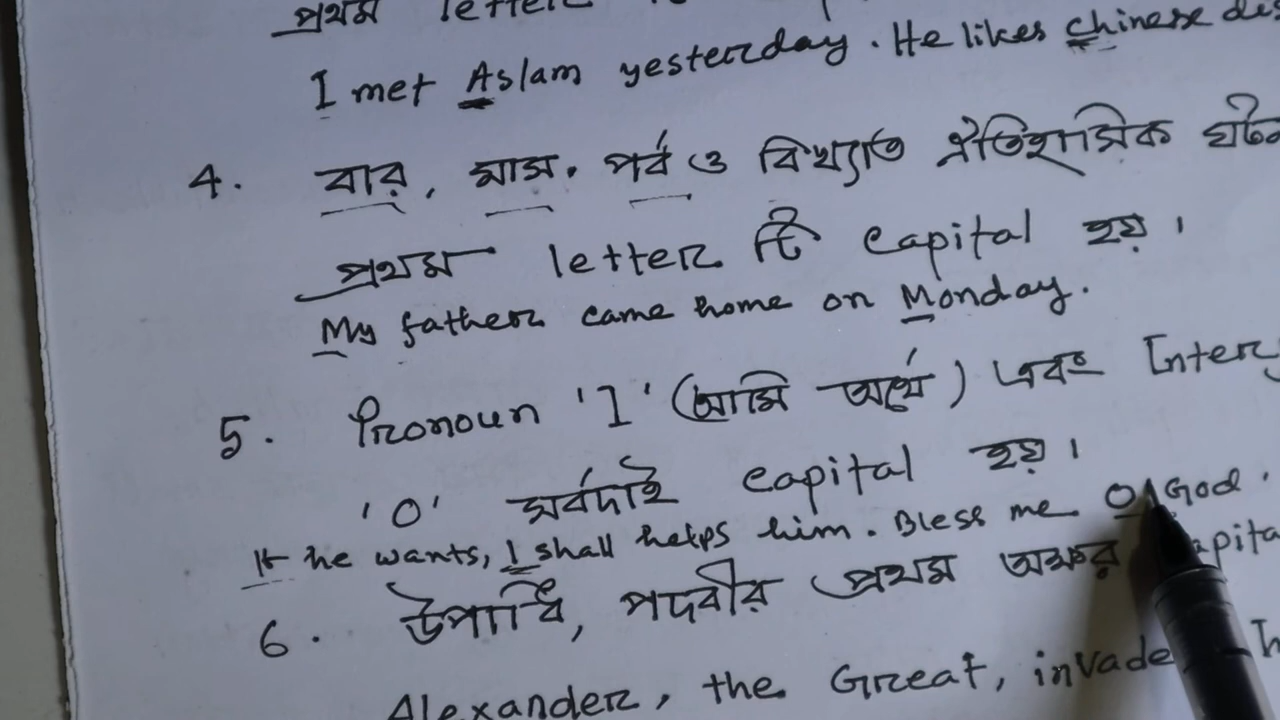 প্রথম letter
I met Aslam yesterday. He likes chinese
4. বার, মাস, পর্ব ও বিখ্যাত ঐতিহাসিক
প্রথম letter টি capital হয়।
My father came home on Monday.
5. Pronoun 'I' (আমি অর্থে) এবং
'O' সর্বদাই capital হয়।
If he wants, I shall helps him. Bless me O God.
6. উপাধি, পদবীর প্রথম অক্ষর
Alexander, the Great,